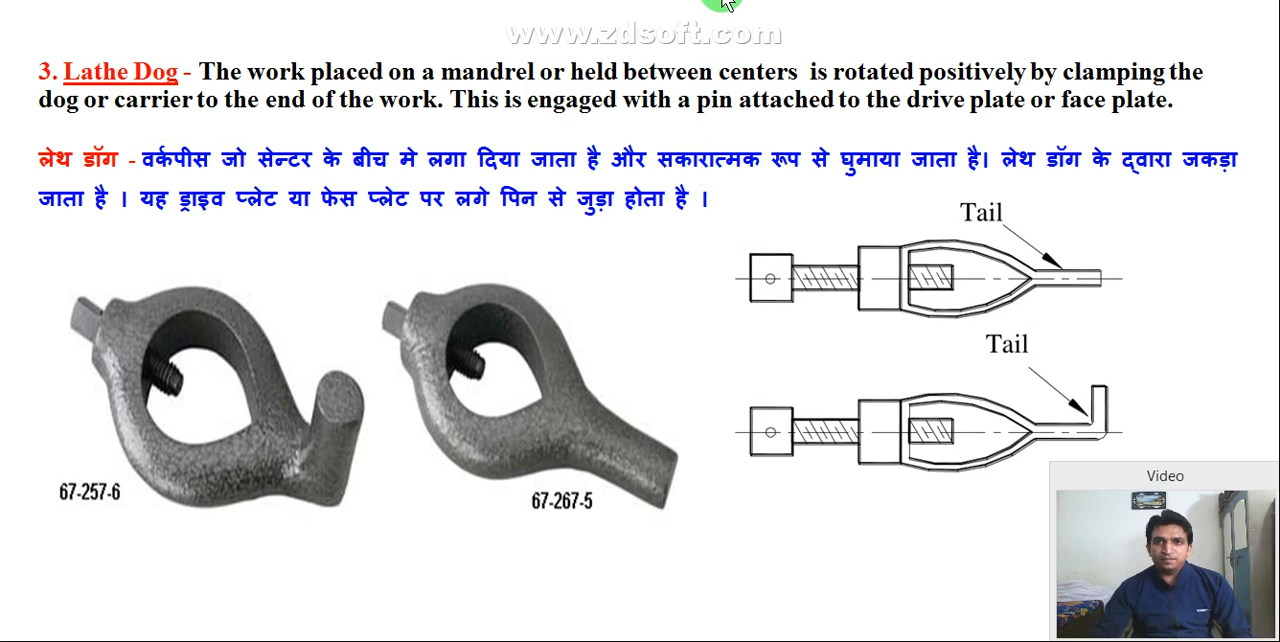 www.zdsoft.com
3. Lathe Dog - The work placed on a mandrel or held between centers is rotated positively by clamping the
dog or carrier to the end of the work. This is engaged with a pin attached to the drive plate or face plate.
लेथ डॉग - वर्कपीस जो सेन्टर के बीच मे लगा दिया जाता है और सकारात्मक रूप से घुमाया जाता है। लेथ डॉग के द्वारा जकड़ा
जाता है । यह ड्राइव प्लेट या फेस प्लेट पर लगे पिन से जुड़ा होता है ।
Tail
Tail
67-257-6
67-267-5
Video